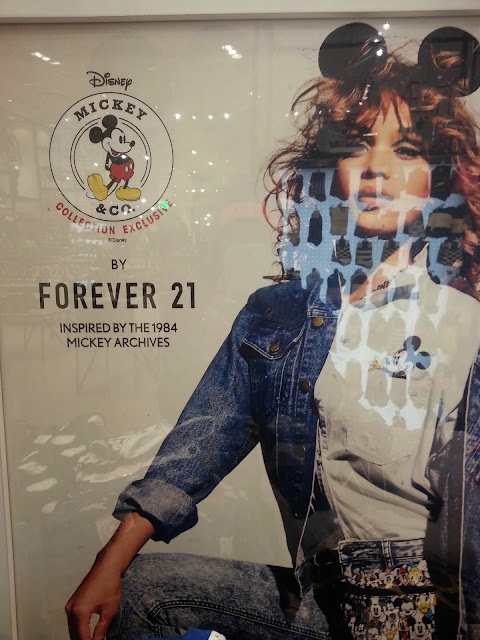 Disney
MICKEY
& CO.
COLLECTION EXCLUSIVE
©Disney
BY
FOREVER 21
INSPIRED BY THE 1984
MICKEY ARCHIVES